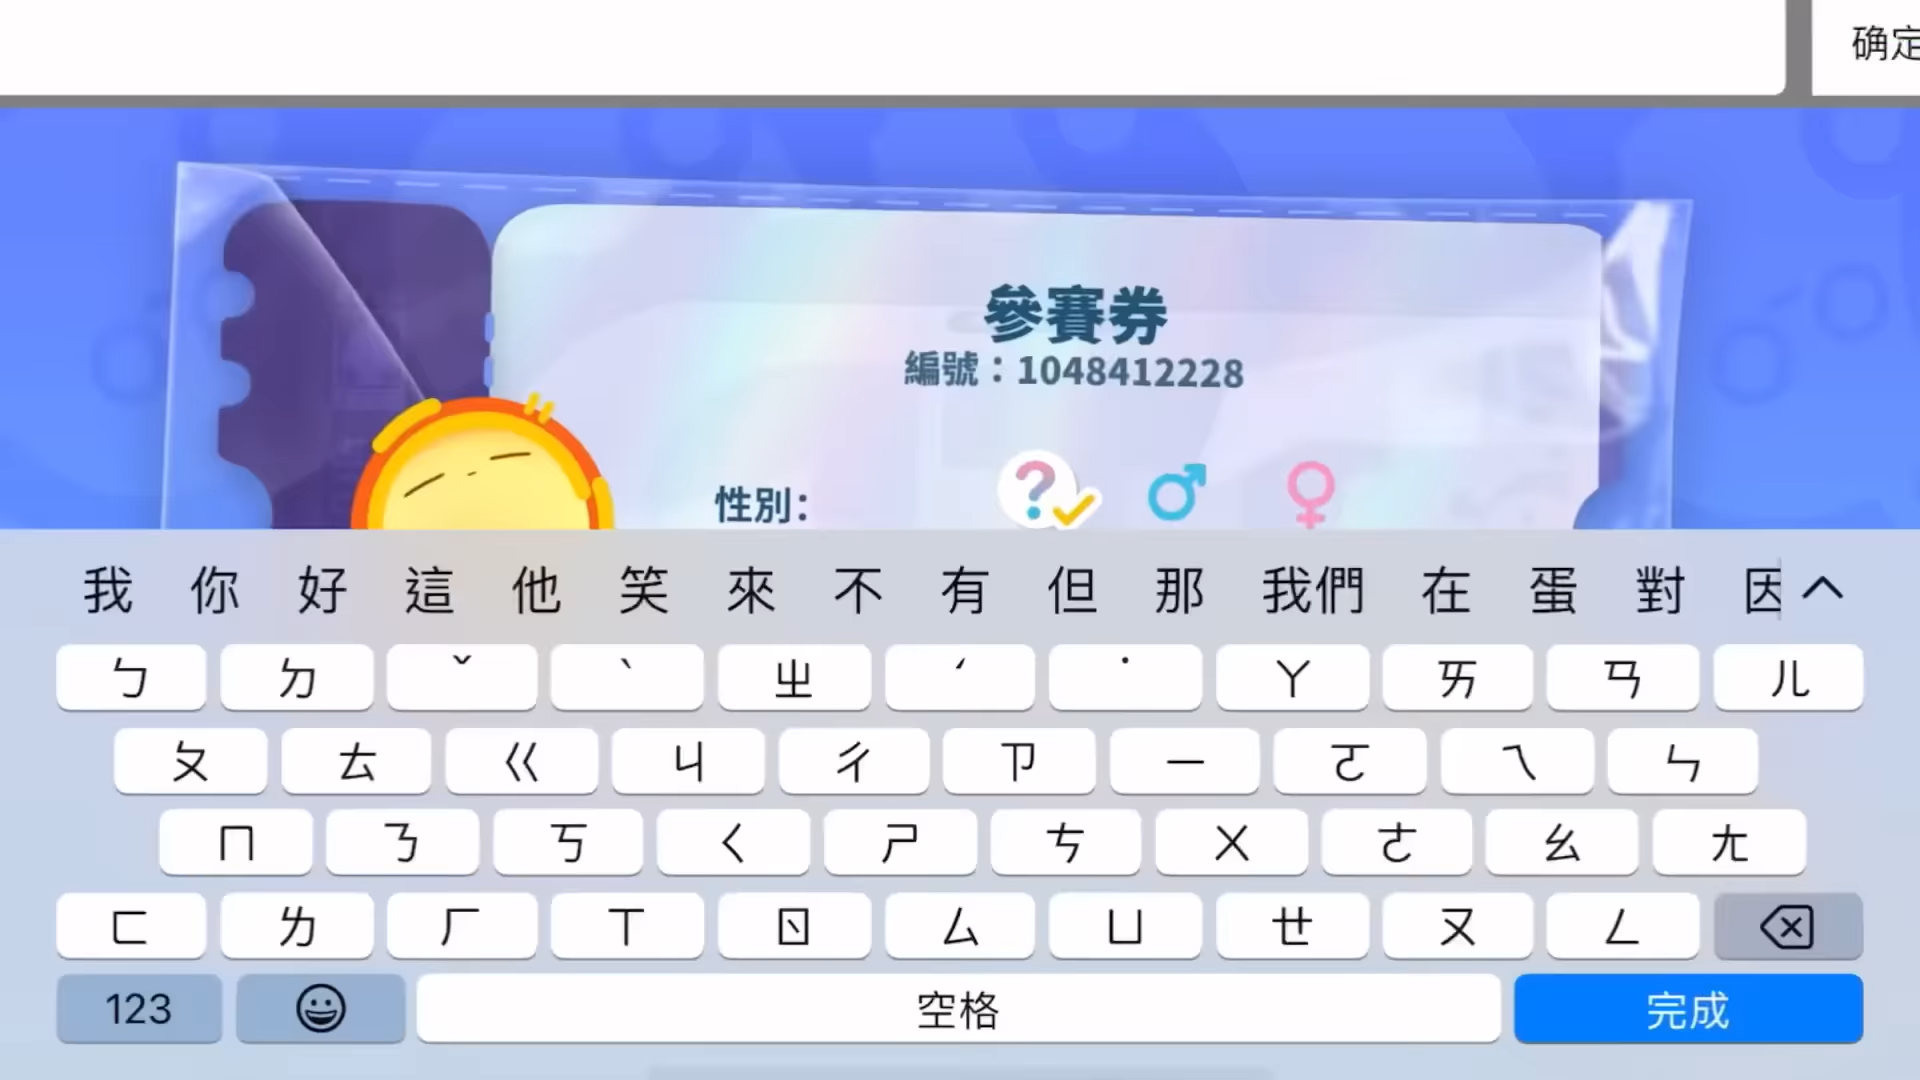 确定
參賽券
編號：1048412228
性別：
我 你 好 這 他 笑 來 不 有 但 那 我們 在 蛋 對 因
ㄅ ㄉ ˇ ˋ ㄓ ˊ ˙ ㄚ ㄞ ㄢ ㄦ
ㄆ ㄊ ㄍ ㄐ ㄔ ㄗ ㄧ ㄛ ㄟ ㄣ
ㄇ ㄋ ㄎ ㄑ ㄕ ㄘ ㄨ ㄜ ㄠ ㄤ
ㄈ ㄌ ㄏ ㄒ ㄖ ㄙ ㄩ ㄝ ㄡ ㄥ
123 空格 完成